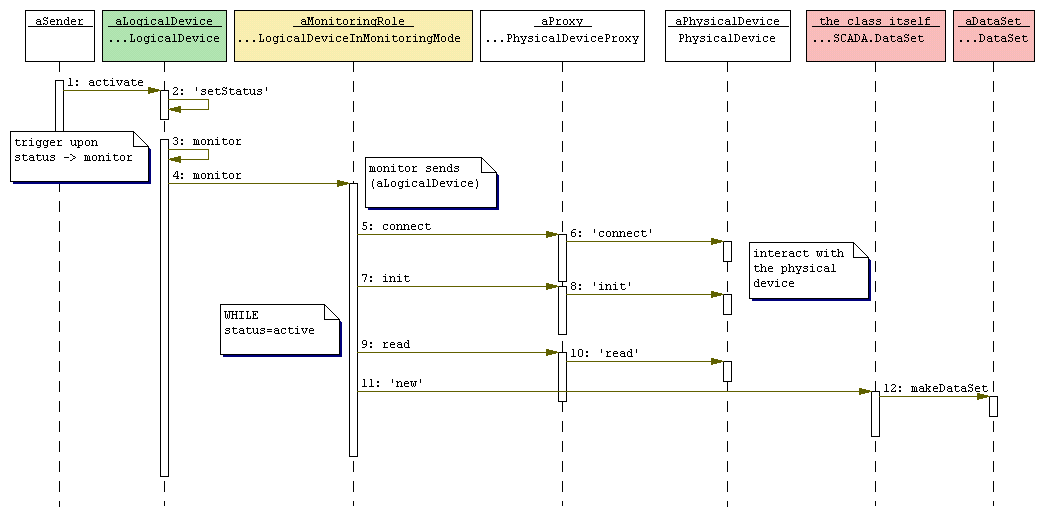 aSender
aLogicalDevice
...LogicalDevice
aMonitoringRole
...LogicalDeviceInMonitoringMode
aProxy
...PhysicalDeviceProxy
aPhysicalDevice
PhysicalDevice
the class itself
...SCADA.DataSet
aDataSet
...DataSet
1: activate
2: 'setStatus'
trigger upon
status -> monitor
3: monitor
4: monitor
monitor sends
(aLogicalDevice)
5: connect
6: 'connect'
interact with
the physical
device
7: init
8: 'init'
WHILE
status=active
9: read
10: 'read'
11: 'new'
12: makeDataSet